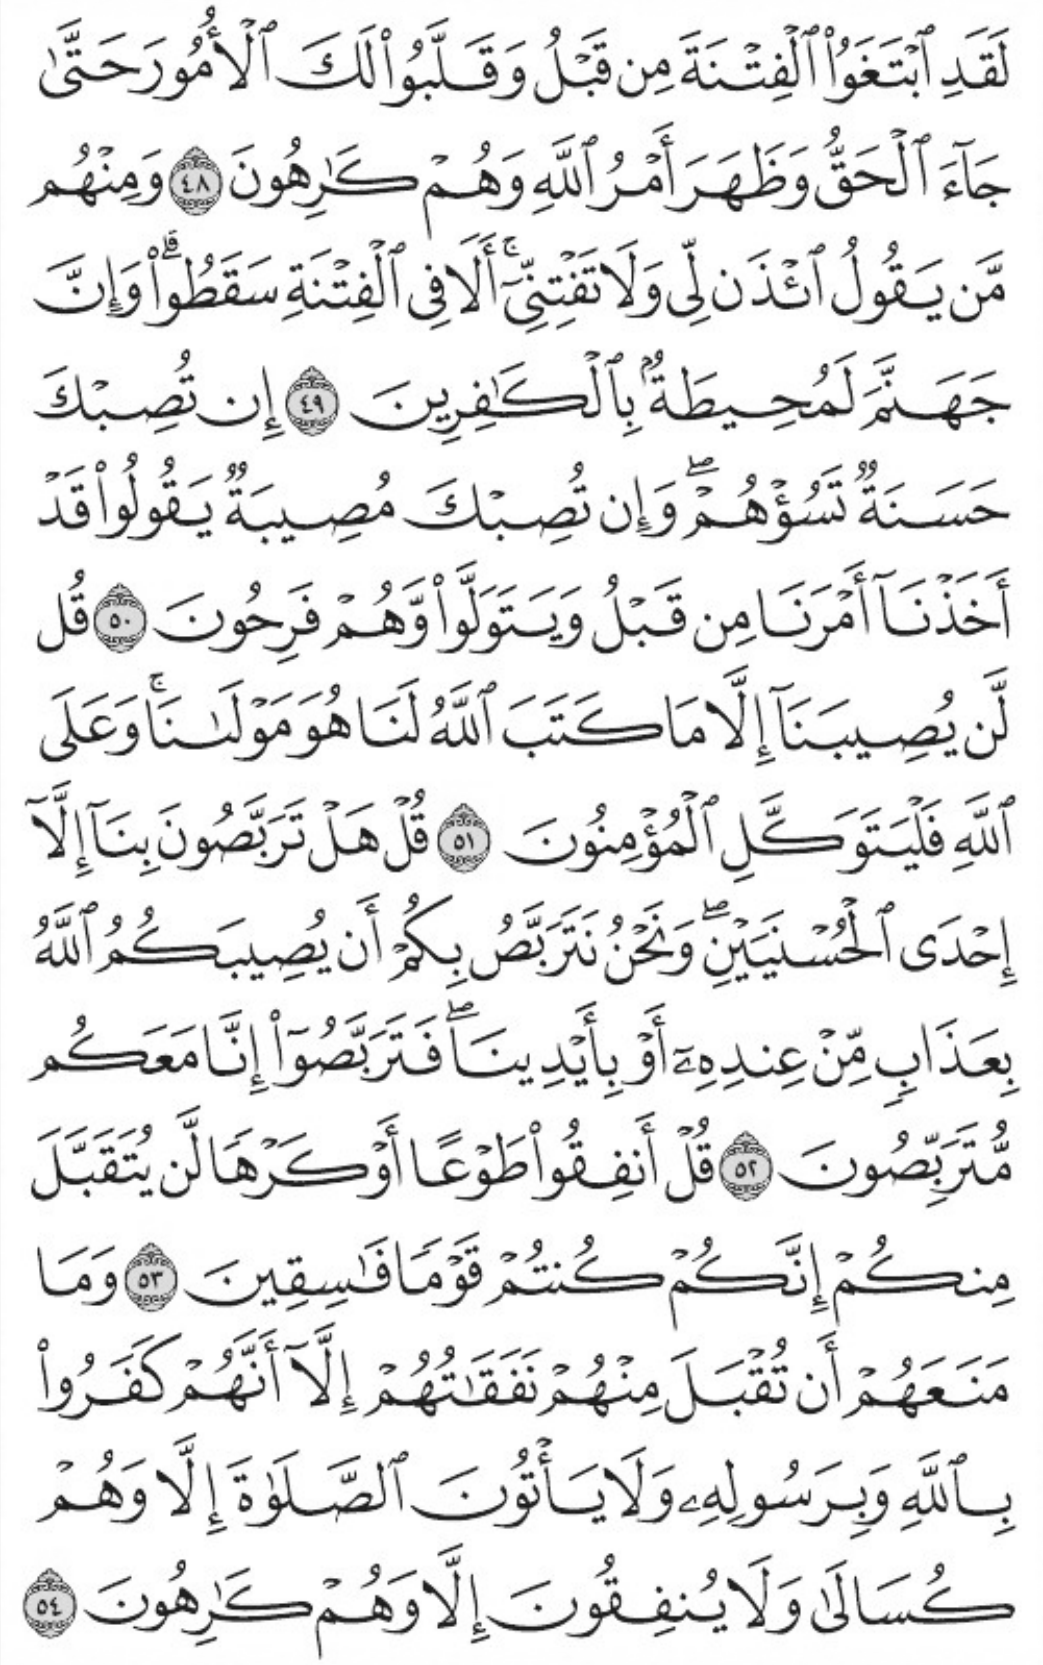 لَقَدِ ٱبْتَغَوُا۟ ٱلْفِتْنَةَ مِن قَبْلُ وَقَلَّبُوا۟ لَكَ ٱلْأُمُورَ حَتَّىٰ
جَآءَ ٱلْحَقُّ وَظَهَرَ أَمْرُ ٱللَّهِ وَهُمْ كَـٰرِهُونَ ٤٨ وَمِنْهُم
مَّن يَقُولُ ٱئْذَن لِّى وَلَا تَفْتِنِّىٓ ۚ أَلَا فِى ٱلْفِتْنَةِ سَقَطُوا۟ ۗ وَإِنَّ
جَهَنَّمَ لَمُحِيطَةٌۢ بِٱلْكَـٰفِرِينَ ٤٩ إِن تُصِبْكَ
حَسَنَةٌ تَسُؤْهُمْ ۖ وَإِن تُصِبْكَ مُصِيبَةٌ يَقُولُوا۟ قَدْ
أَخَذْنَآ أَمْرَنَا مِن قَبْلُ وَيَتَوَلَّوا۟ وَّهُمْ فَرِحُونَ ٥٠ قُل
لَّن يُصِيبَنَآ إِلَّا مَا كَتَبَ ٱللَّهُ لَنَا هُوَ مَوْلَىٰنَا ۚ وَعَلَى
ٱللَّهِ فَلْيَتَوَكَّلِ ٱلْمُؤْمِنُونَ ٥١ قُلْ هَلْ تَرَبَّصُونَ بِنَآ إِلَّآ
إِحْدَى ٱلْحُسْنَيَيْنِ ۖ وَنَحْنُ نَتَرَبَّصُ بِكُمْ أَن يُصِيبَكُمُ ٱللَّهُ
بِعَذَابٍ مِّنْ عِندِهِۦٓ أَوْ بِأَيْدِينَا ۖ فَتَرَبَّصُوٓا۟ إِنَّا مَعَكُم
مُّتَرَبِّصُونَ ٥٢ قُلْ أَنفِقُوا۟ طَوْعًا أَوْ كَرْهًا لَّن يُتَقَبَّلَ
مِنكُمْ إِنَّكُمْ كُنتُمْ قَوْمًا فَـٰسِقِينَ ٥٣ وَمَا
مَنَعَهُمْ أَن تُقْبَلَ مِنْهُمْ نَفَقَـٰتُهُمْ إِلَّآ أَنَّهُمْ كَفَرُوا۟
بِٱللَّهِ وَبِرَسُولِهِۦ وَلَا يَأْتُونَ ٱلصَّلَوٰةَ إِلَّا وَهُمْ
كُسَالَىٰ وَلَا يُنفِقُونَ إِلَّا وَهُمْ كَـٰرِهُونَ ٥٤